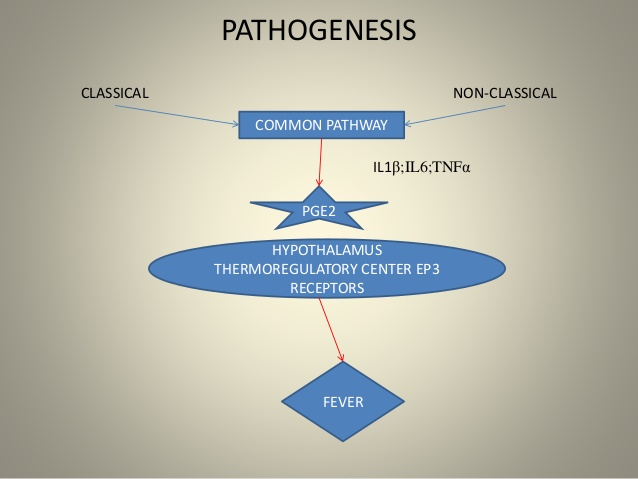 PATHOGENESIS
CLASSICAL
NON-CLASSICAL
COMMON PATHWAY
IL1β;IL6;TNFα
PGE2
HYPOTHALAMUS
THERMOREGULATORY CENTER EP3
RECEPTORS
FEVER